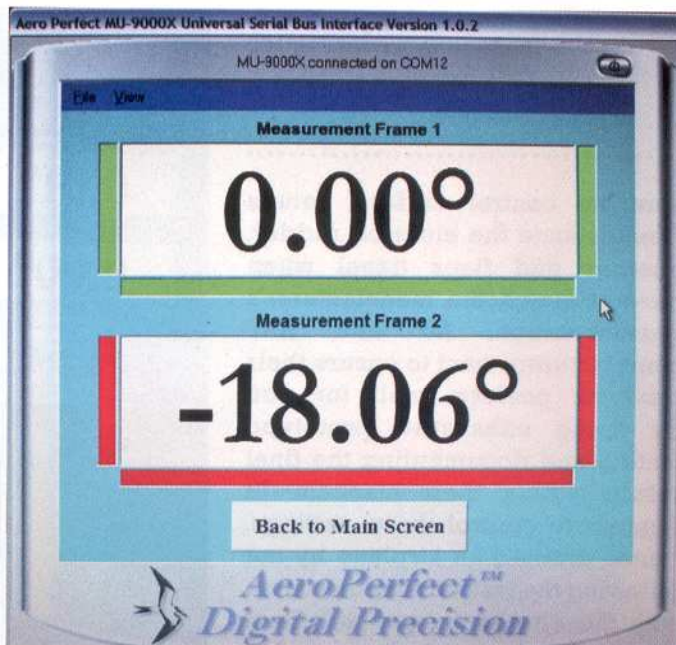 Aero Perfect MU-9000X Universal Serial Bus Interface Version 1.0.2
MU-9000X connected on COM12
File View
Measurement Frame 1
0.00°
Measurement Frame 2
-18.06°
Back to Main Screen
AeroPerfect™
Digital Precision